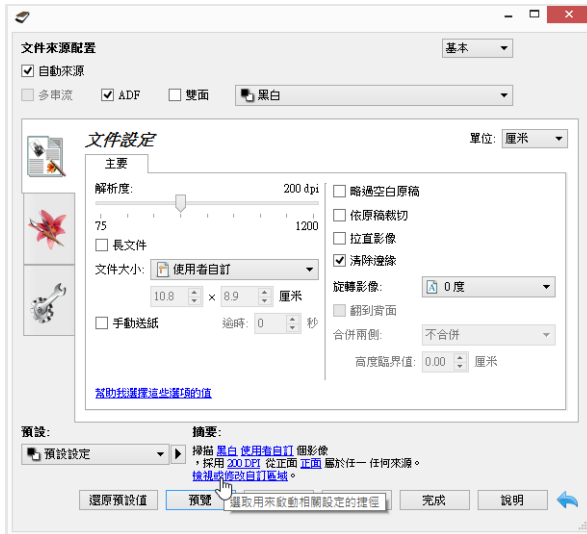 文件來源配置
基本
自動來源
多串流 ADF 雙面 黑白
文件設定 單位: 厘米
主要
解析度: 200 dpi
75 1200
長文件
文件大小: 使用者自訂
10.8 × 8.9 厘米
手動送紙 逾時: 0 秒
略過空白原稿
依原稿裁切
拉直影像
清除邊緣
旋轉影像: 0 度
翻到背面
合併兩側: 不合併
高度臨界值: 0.00 厘米
幫助我選擇這些選項的值
預設: 摘要:
預設設定
掃描 黑白 使用者自訂 個影像
，採用 200 DPI 從正面 正面 屬於任一 任何來源。
檢視或修改自訂區域。
還原預設值 預覽 完成 說明
選取用來啟動相關設定的捷徑